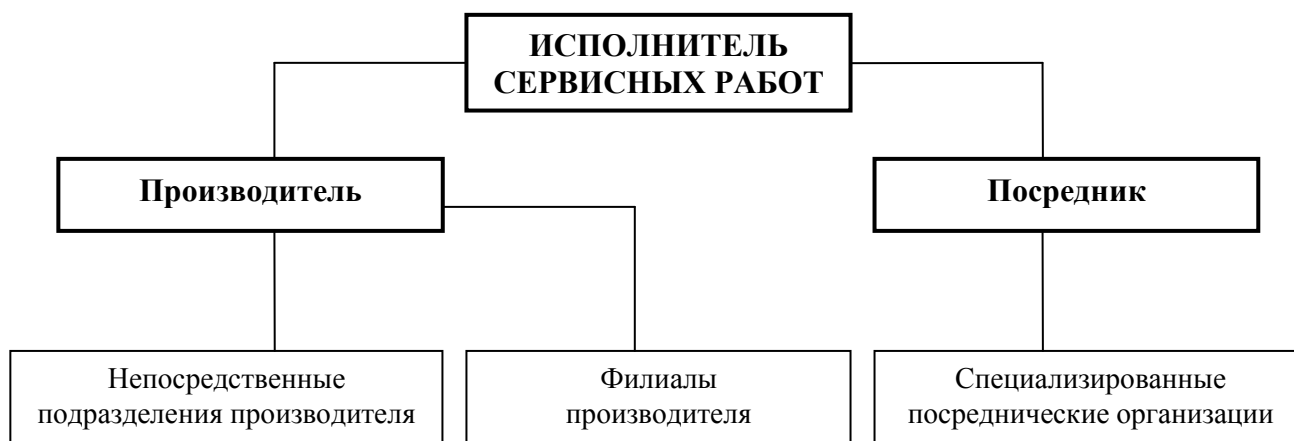 ИСПОЛНИТЕЛЬ
СЕРВИСНЫХ РАБОТ
Производитель
Посредник
Непосредственные
подразделения производителя
Филиалы
производителя
Специализированные
посреднические организации